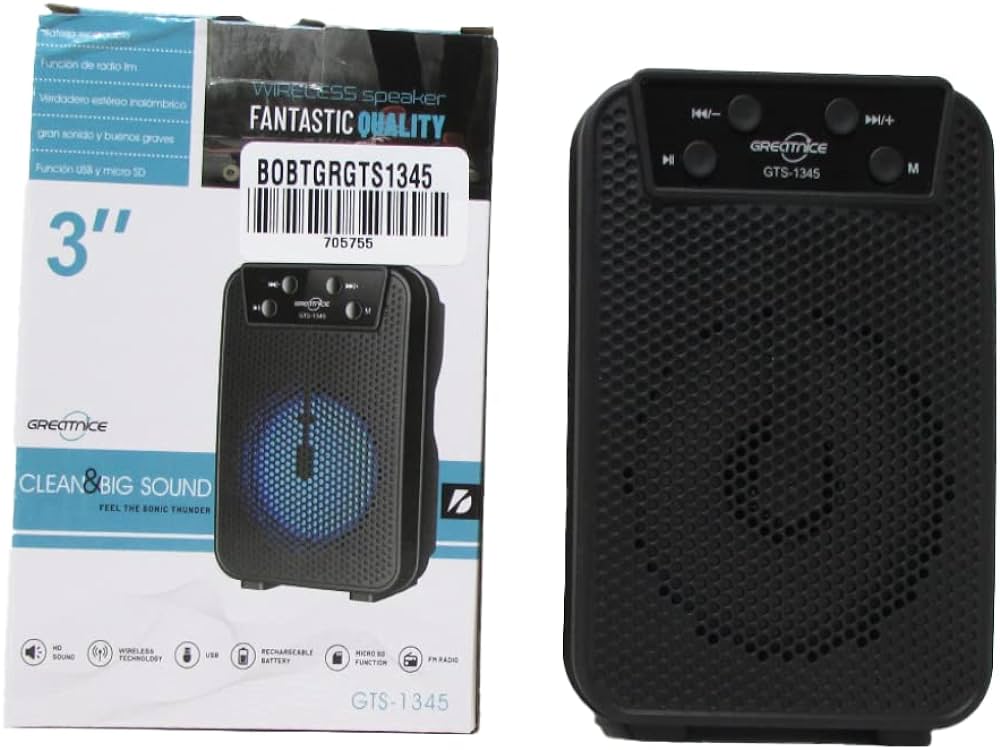 Función de radio fm
Verdadero estéreo inalámbrico
gran sonido y buenos graves
Función USB y micro SD
3''
WIRELESS speaker
FANTASTIC QUALITY
BOBTGRGTS1345
705755
GREATNICE
GTS-1345
M
GREATNICE
CLEAN & BIG SOUND
FEEL THE SONIC THUNDER
HD SOUND
WIRELESS TECHNOLOGY
USB
RECHARGEABLE BATTERY
MICRO SD FUNCTION
FM RADIO
GTS-1345
⏮/−
⏭/+
GREATNICE
⏯
GTS-1345
M